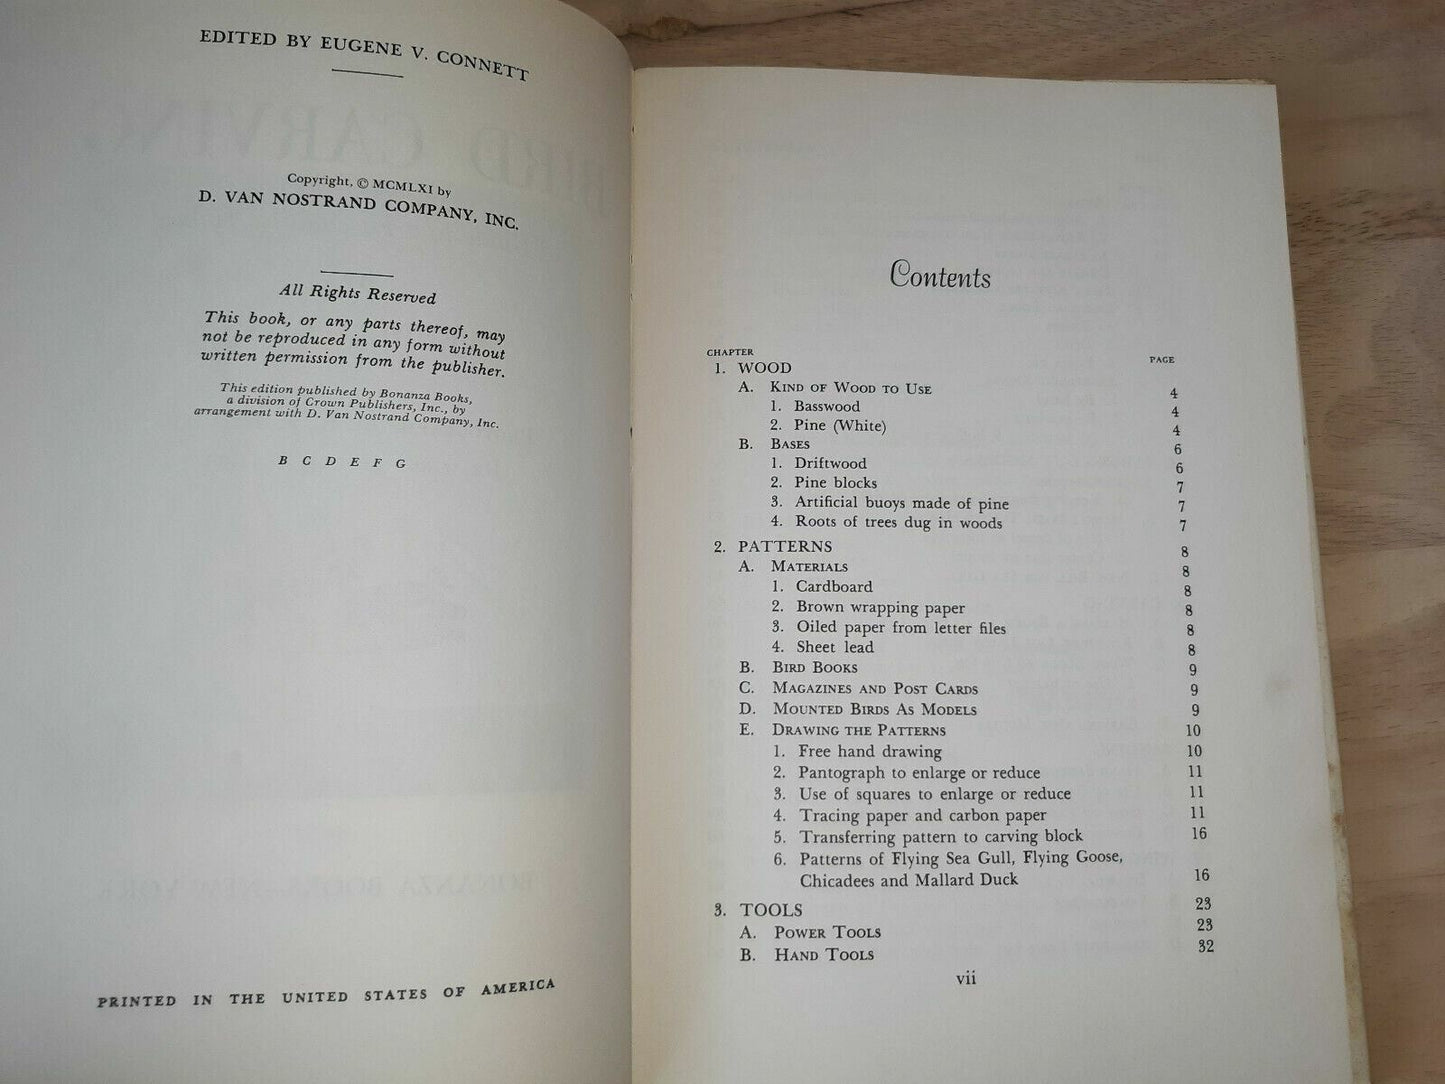 EDITED BY EUGENE V. CONNETT
Copyright, © MCMLXI by
D. VAN NOSTRAND COMPANY, INC.
All Rights Reserved
This book, or any parts thereof, may
not be reproduced in any form without
written permission from the publisher.
This edition published by Bonanza Books,
a division of Crown Publishers, Inc., by
arrangement with D. Van Nostrand Company, Inc.
B C D E F G
PRINTED IN THE UNITED STATES OF AMERICA
Contents
CHAPTER PAGE
1. WOOD 4
A. KIND OF WOOD TO USE 4
1. Basswood 4
2. Pine (White) 6
B. BASES 6
1. Driftwood 7
2. Pine blocks 7
3. Artificial buoys made of pine 7
4. Roots of trees dug in woods
2. PATTERNS 8
A. MATERIALS 8
1. Cardboard 8
2. Brown wrapping paper 8
3. Oiled paper from letter files 8
4. Sheet lead 8
B. BIRD BOOKS 9
C. MAGAZINES AND POST CARDS 9
D. MOUNTED BIRDS AS MODELS 9
E. DRAWING THE PATTERNS 10
1. Free hand drawing 10
2. Pantograph to enlarge or reduce 11
3. Use of squares to enlarge or reduce 11
4. Tracing paper and carbon paper 11
5. Transferring pattern to carving block 16
6. Patterns of Flying Sea Gull, Flying Goose,
Chicadees and Mallard Duck 16
3. TOOLS 23
A. POWER TOOLS 23
B. HAND TOOLS 32
vii